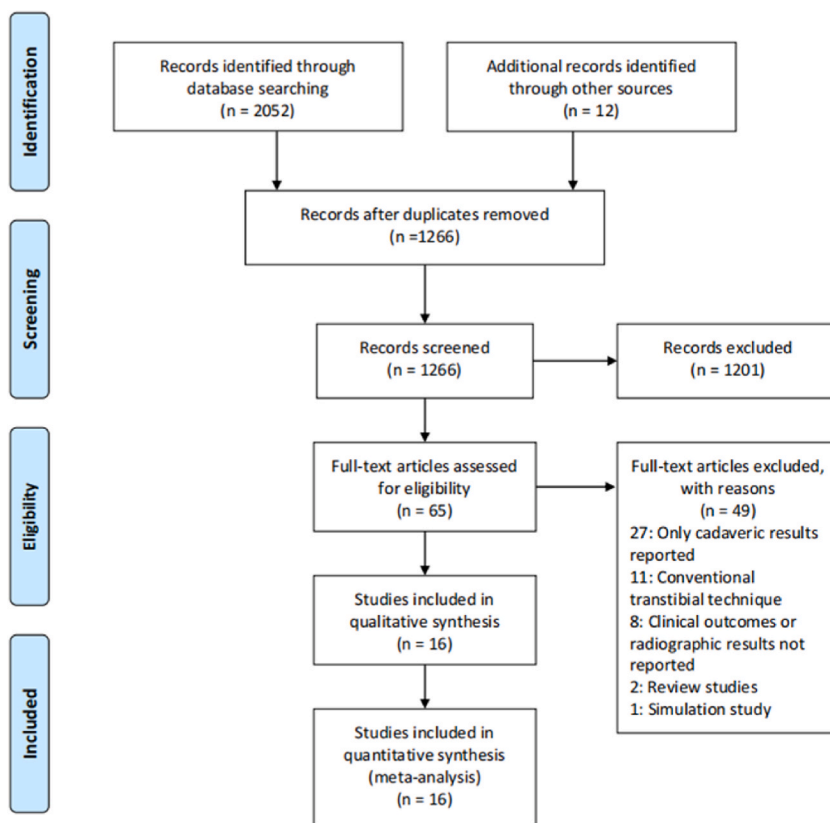 Identification
Records identified through
database searching
(n = 2052)
Additional records identified
through other sources
(n = 12)
Records after duplicates removed
(n =1266)
Screening
Records screened
(n = 1266)
Records excluded
(n = 1201)
Eligibility
Full-text articles assessed
for eligibility
(n = 65)
Full-text articles excluded,
with reasons
(n = 49)
27: Only cadaveric results
reported
11: Conventional
transtibial technique
8: Clinical outcomes or
radiographic results not
reported
2: Review studies
1: Simulation study
Studies included in
qualitative synthesis
(n = 16)
Included
Studies included in
quantitative synthesis
(meta-analysis)
(n = 16)